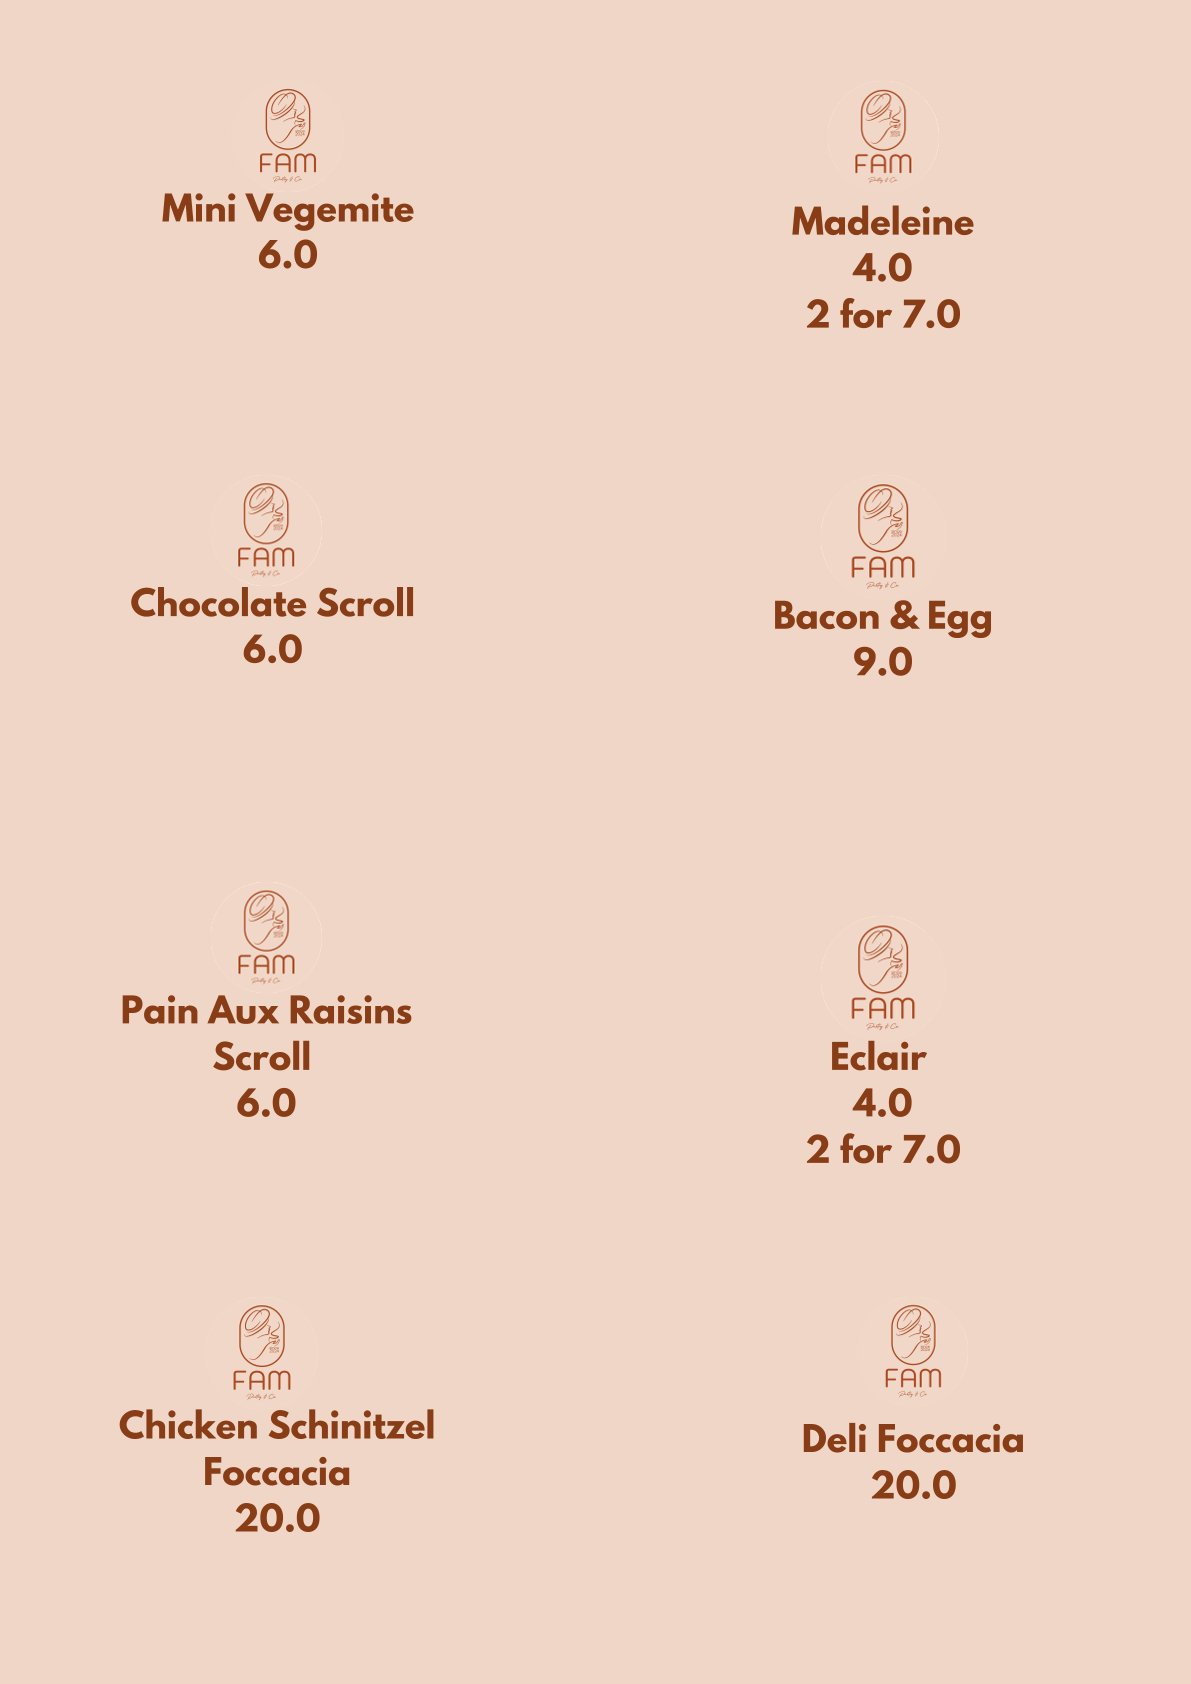 FAM
Mini Vegemite
6.0
FAM
Madeleine
4.0
2 for 7.0
FAM
Chocolate Scroll
6.0
FAM
Bacon & Egg
9.0
FAM
Pain Aux Raisins
Scroll
6.0
FAM
Eclair
4.0
2 for 7.0
FAM
Chicken Schinitzel
Foccacia
20.0
FAM
Deli Foccacia
20.0